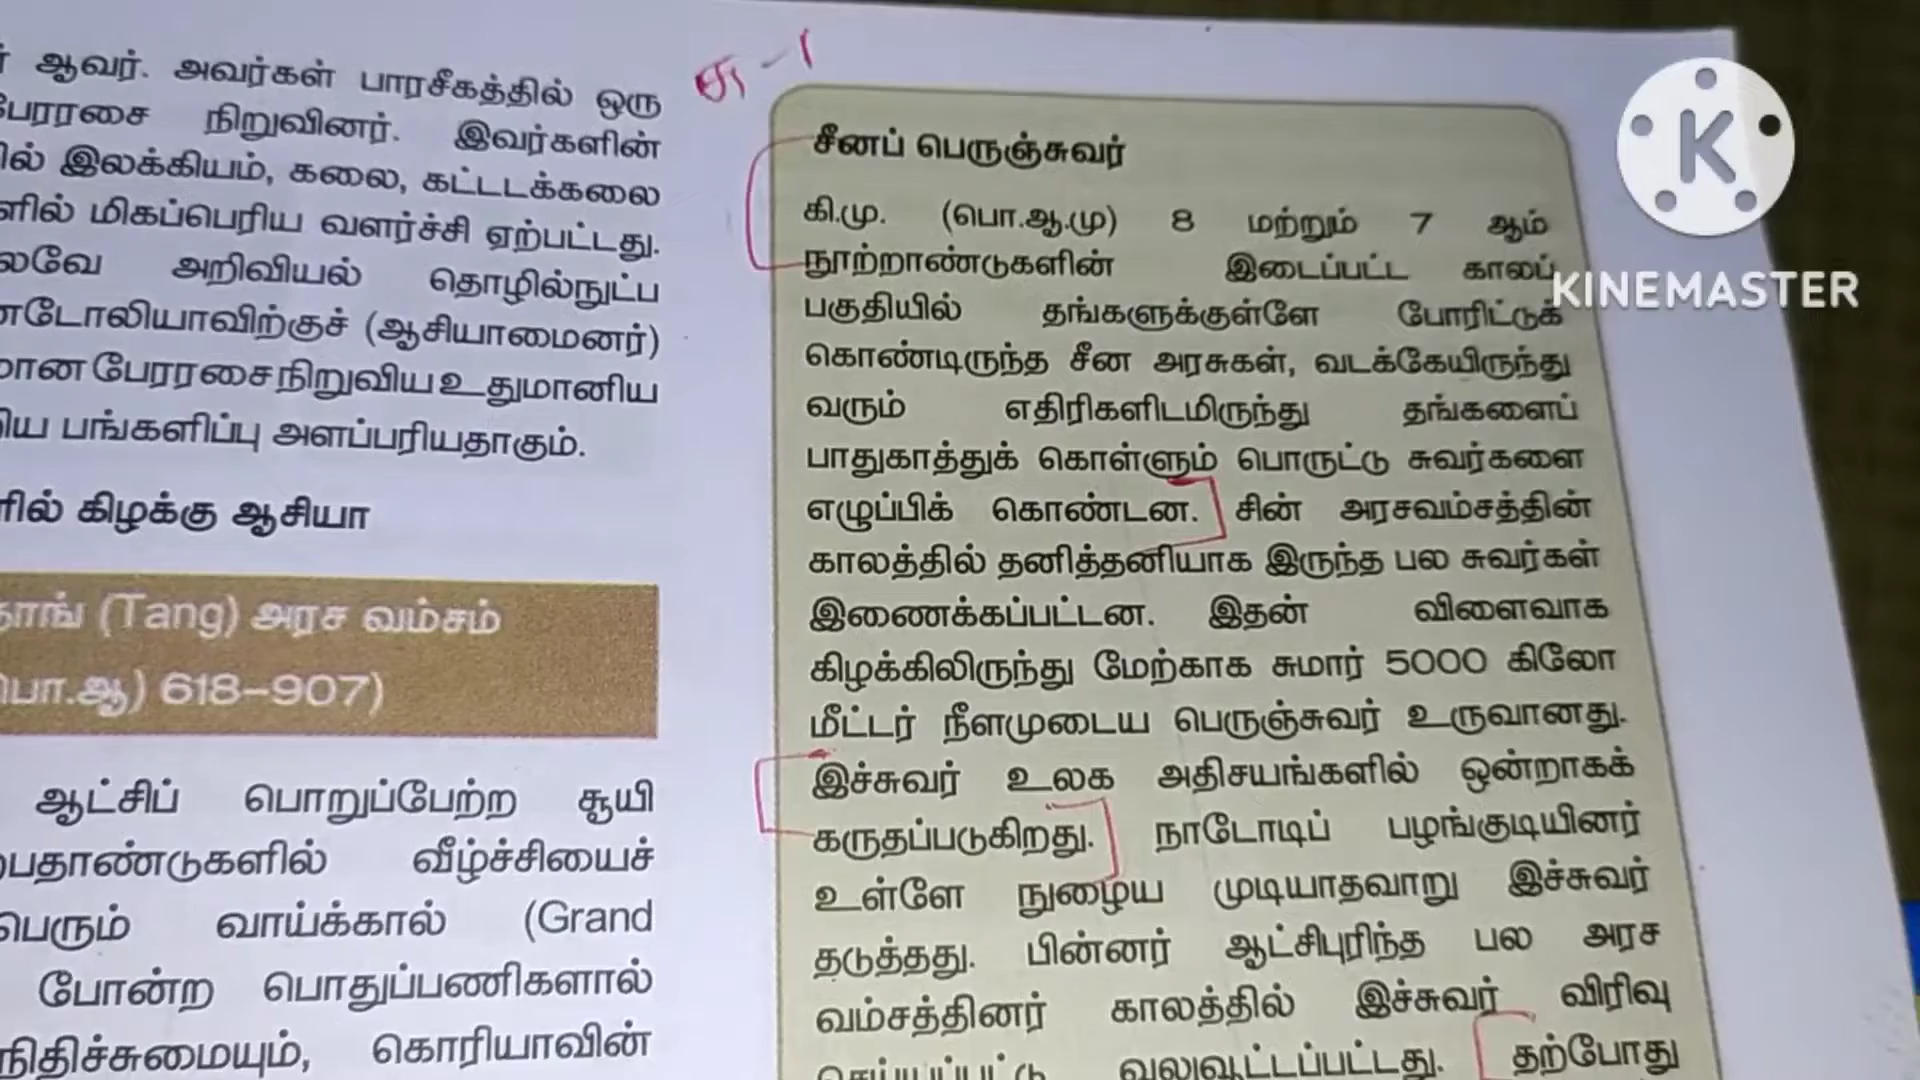 ஆவர். அவர்கள் பாரசீகத்தில் ஒரு
பேரரசை நிறுவினர். இவர்களின்
இலக்கியம், கலை, கட்டடக்கலை
மிகப்பெரிய வளர்ச்சி ஏற்பட்டது.
அறிவியல் தொழில்நுட்ப
(ஆசியாமைனர்)
பேரரசைநிறுவிய உதுமானிய
பங்களிப்பு அளப்பரியதாகும்.
கிழக்கு ஆசியா
(Tang) அரச வம்சம்
618–907)
ஆட்சிப் பொறுப்பேற்ற சூயி
வீழ்ச்சியைச்
பெரும் வாய்க்கால் (Grand
போன்ற பொதுப்பணிகளால்
நிதிச்சுமையும், கொரியாவின்
சீனப் பெருஞ்சுவர்
கி.மு. (பொ.ஆ.மு) 8 மற்றும் 7 ஆம்
நூற்றாண்டுகளின் இடைப்பட்ட காலப்
பகுதியில் தங்களுக்குள்ளே போரிட்டுக்
கொண்டிருந்த சீன அரசுகள், வடக்கேயிருந்து
வரும் எதிரிகளிடமிருந்து தங்களைப்
பாதுகாத்துக் கொள்ளும் பொருட்டு சுவர்களை
எழுப்பிக் கொண்டன. சின் அரசவம்சத்தின்
காலத்தில் தனித்தனியாக இருந்த பல சுவர்கள்
இணைக்கப்பட்டன. இதன் விளைவாக
கிழக்கிலிருந்து மேற்காக சுமார் 5000 கிலோ
மீட்டர் நீளமுடைய பெருஞ்சுவர் உருவானது.
இச்சுவர் உலக அதிசயங்களில் ஒன்றாகக்
கருதப்படுகிறது. நாடோடிப் பழங்குடியினர்
உள்ளே நுழைய முடியாதவாறு இச்சுவர்
தடுத்தது. பின்னர் ஆட்சிபுரிந்த பல அரச
வம்சத்தினர் காலத்தில் இச்சுவர் விரிவு
செய்யப்பட்டு வலுவூட்டப்பட்டது. தற்போது
KINEMASTER